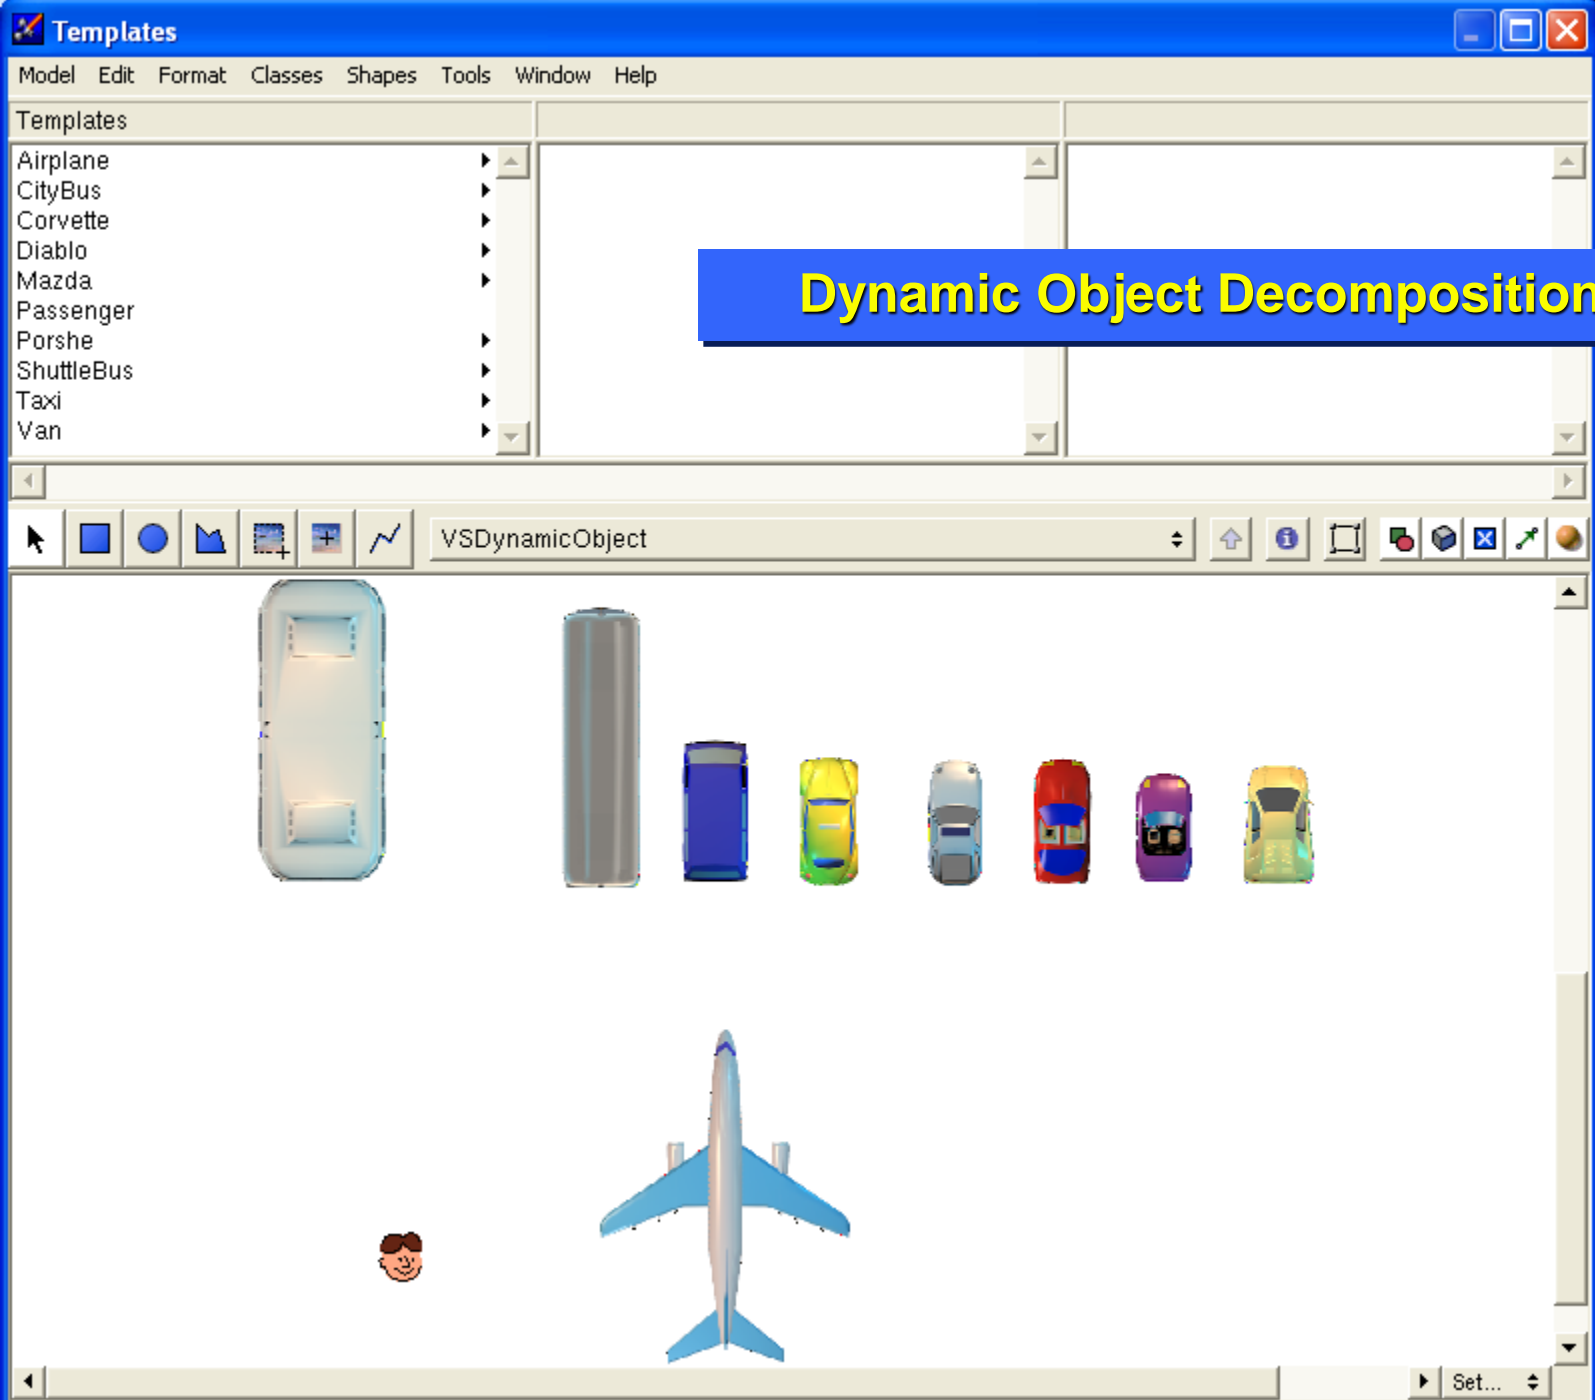 Templates
Model Edit Format Classes Shapes Tools Window Help
Templates
Airplane
CityBus
Corvette
Diablo
Mazda
Passenger
Porshe
ShuttleBus
Taxi
Van
Dynamic Object Decomposition
VSDynamicObject
Set...